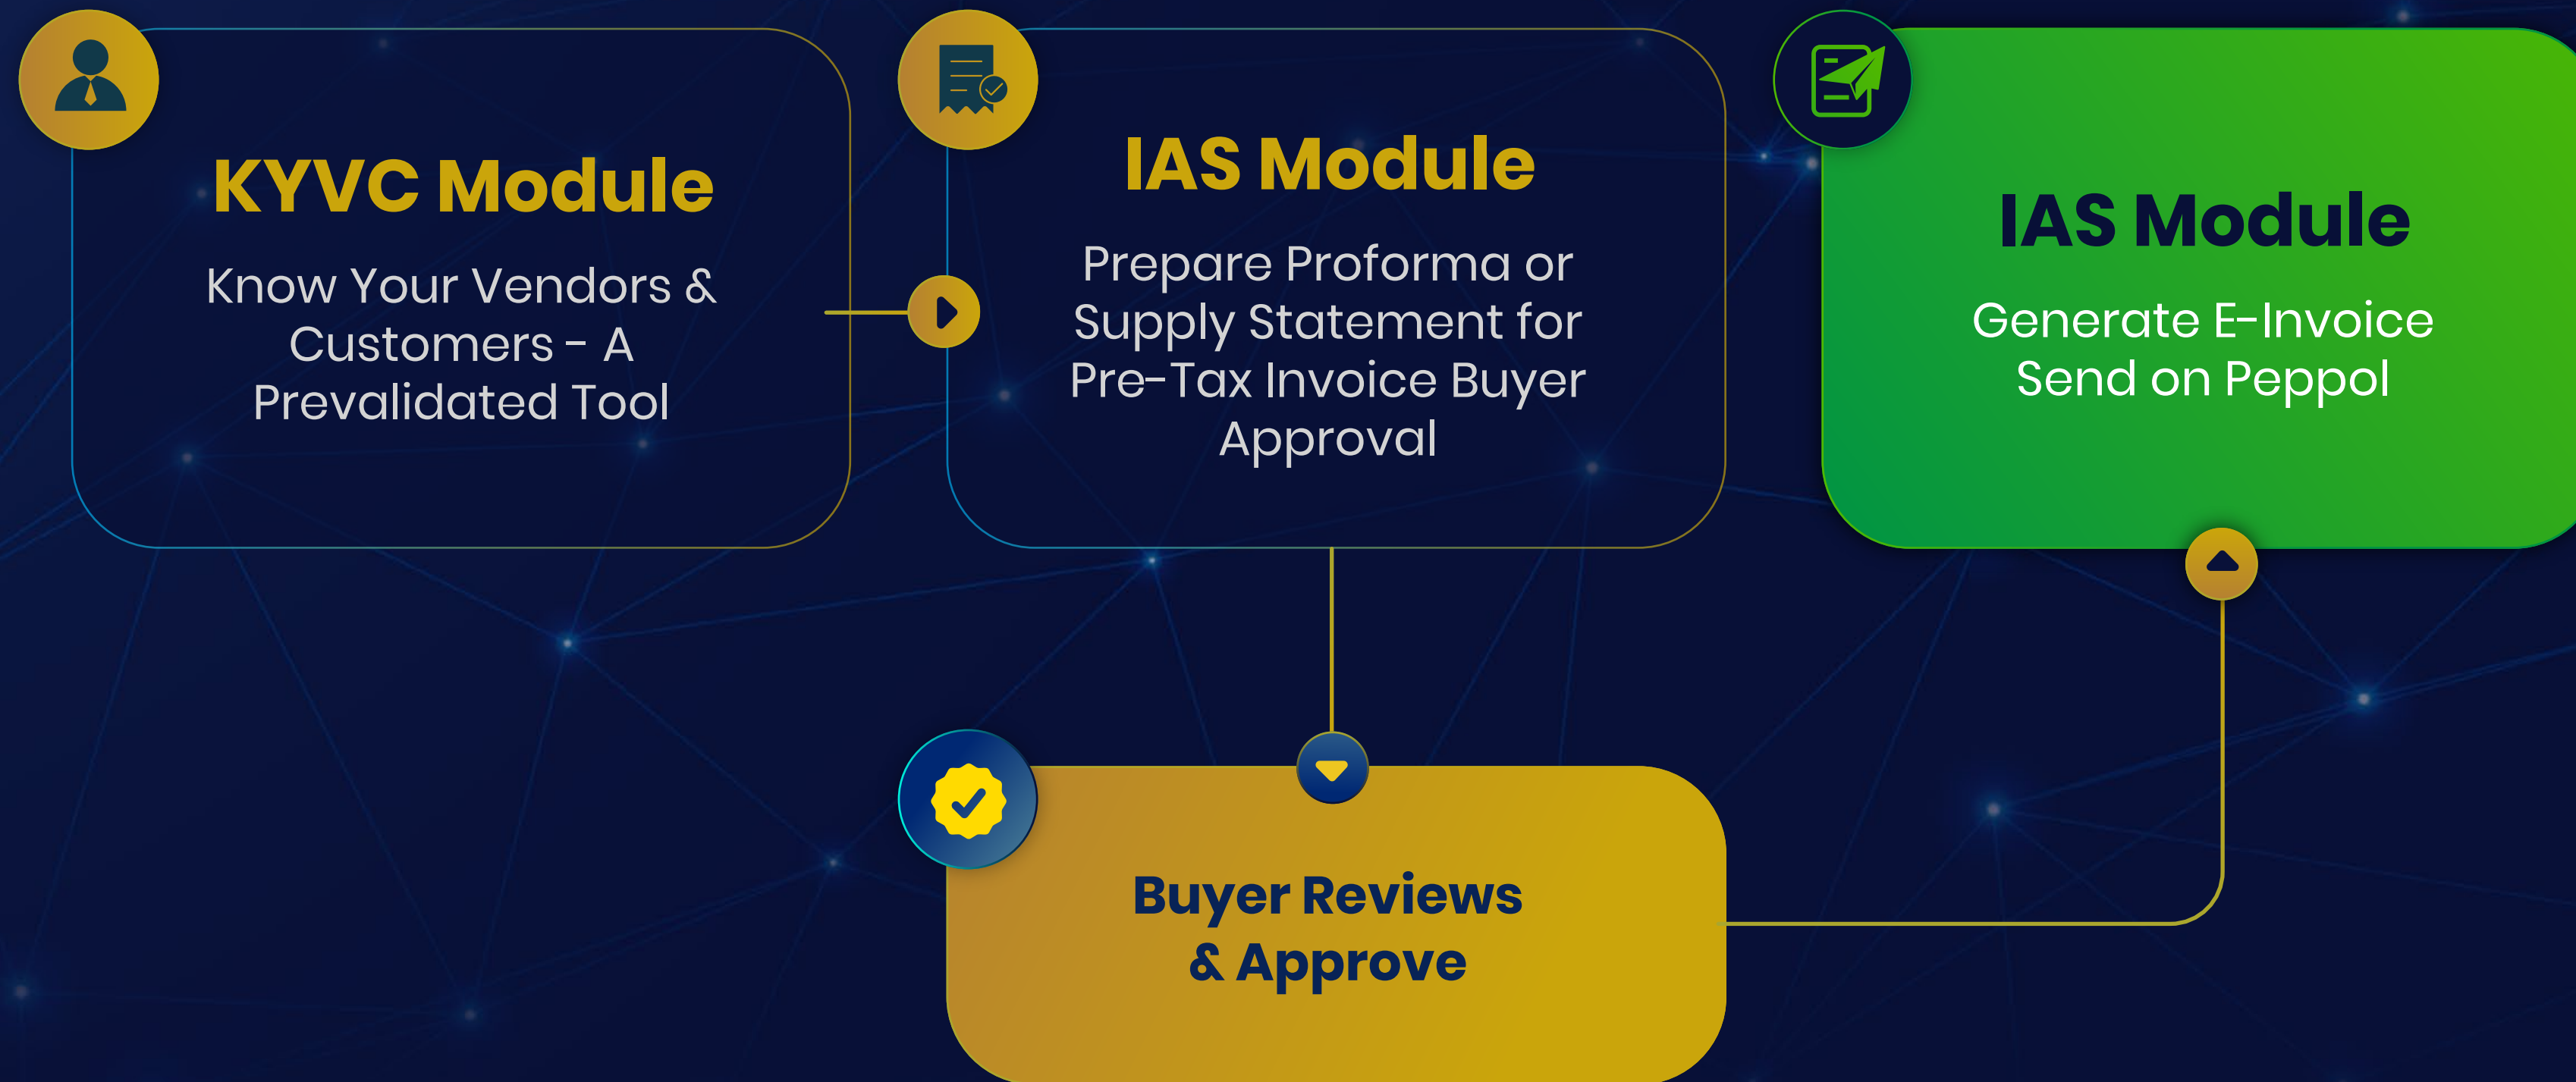 KYVC Module
Know Your Vendors &
Customers - A
Prevalidated Tool
IAS Module
Prepare Proforma or
Supply Statement for
Pre-Tax Invoice Buyer
Approval
IAS Module
Generate E-Invoice
Send on Peppol
Buyer Reviews
& Approve